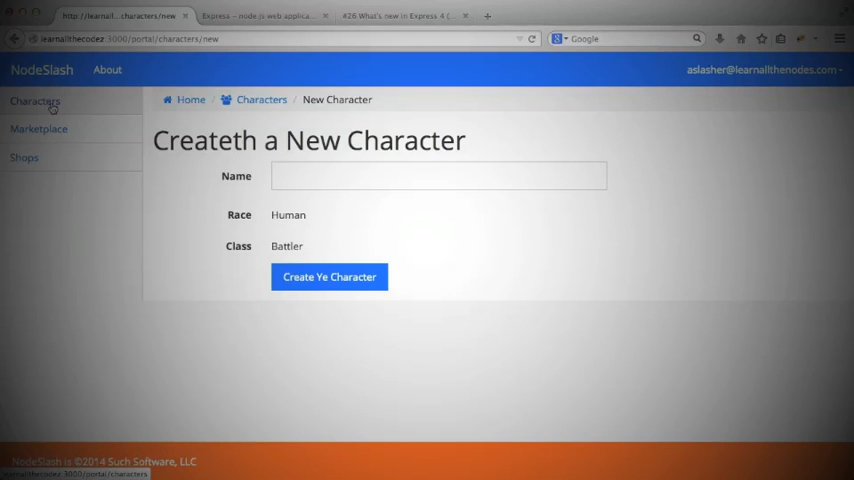 http://learnall... characters/new
Express - node.js web applica...
#26 What's new in Express 4 (...
learnallthecodez:3000/portal/characters/new
Google
NodeSlash
About
aslasher@learnallthenodes.com
Characters
Marketplace
Shops
Home / Characters / New Character
Createth a New Character
Name
Race Human
Class Battler
Create Ye Character
NodeSlash is ©2014 Such Software, LLC
learnallthecodez:3000/portal/characters